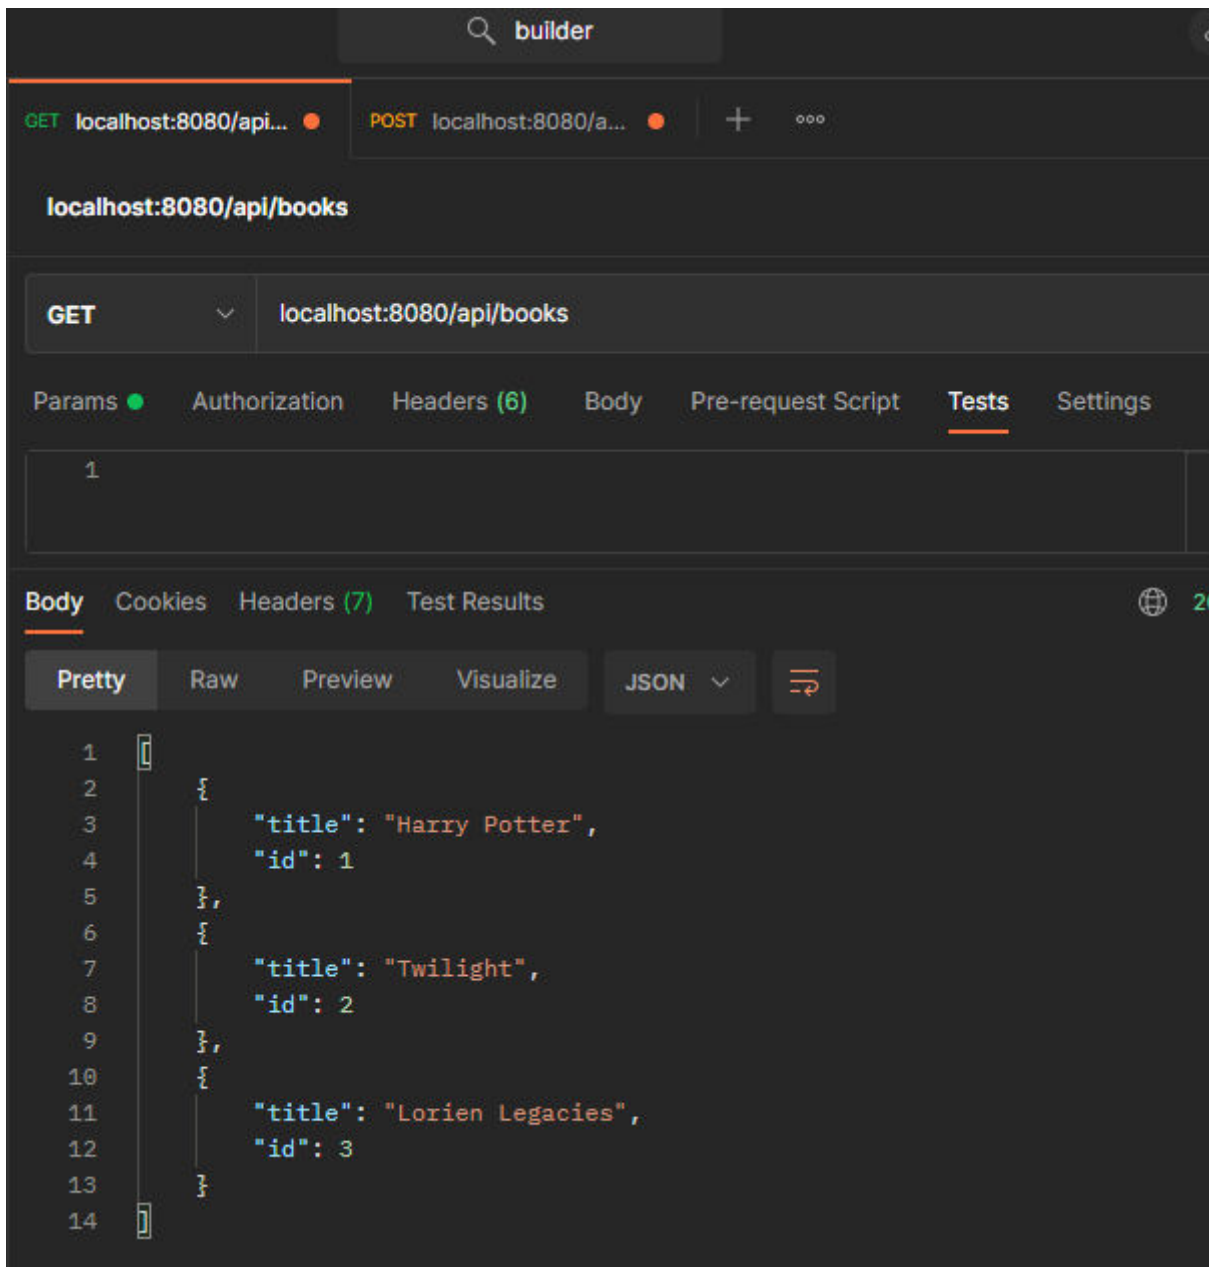 builder
GET localhost:8080/api... POST localhost:8080/a... + ooo
localhost:8080/api/books
GET localhost:8080/api/books
Params Authorization Headers (6) Body Pre-request Script Tests Settings
1
Body Cookies Headers (7) Test Results
Pretty Raw Preview Visualize JSON
1 [
2 {
3 "title": "Harry Potter",
4 "id": 1
5 },
6 {
7 "title": "Twilight",
8 "id": 2
9 },
10 {
11 "title": "Lorien Legacies",
12 "id": 3
13 }
14 ]